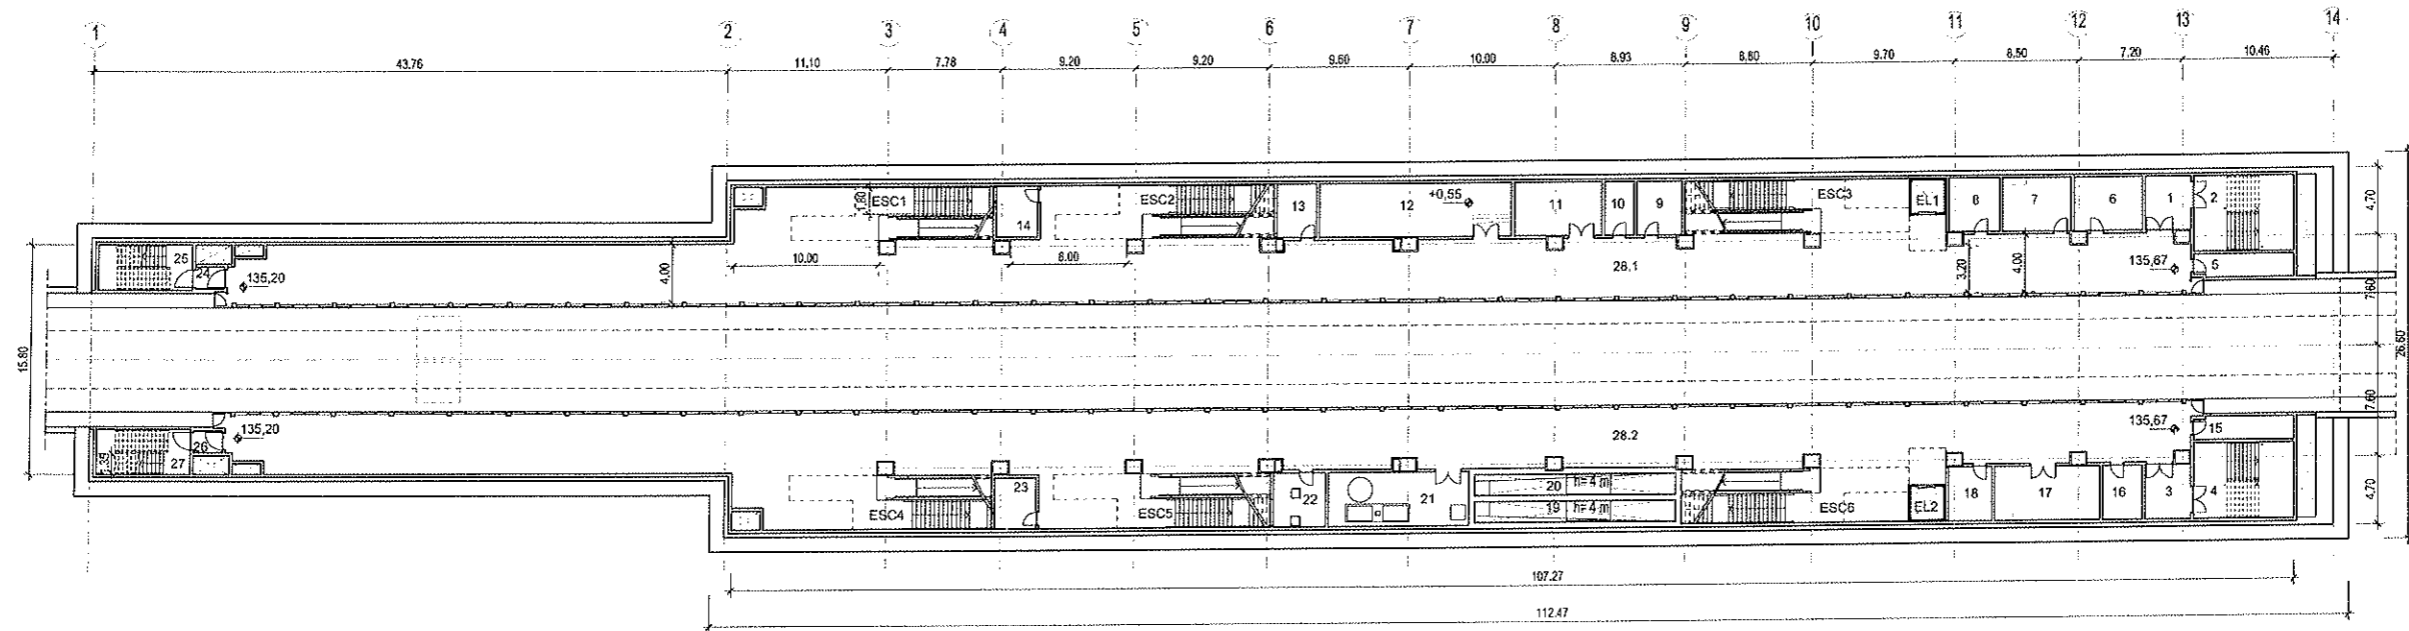 1 2 3 4 5 6 7 8 9 10 11 12 13 14
43.76 11.10 7.78 9.20 9.20 9.60 10.00 8.93 8.80 9.70 8.50 7.20 10.46
1.80 ESC1 14 ESC2 13 12 +0,55 11 10 9 ESC3 EL1 8 7 6 1 2 4.70
25 24 135,20 4.00 10.00 8.00 28.1 3.20 4.00 135,67 5
7.60
15.80 26.60
7.60
135,20 28.2 135,67 15
1.35 27 26 23 22 21 20 h= 4 m 18 17 16 3 4 4.70
ESC4 ESC5 19 h= 4 m ESC6 EL2
107.27
112.47